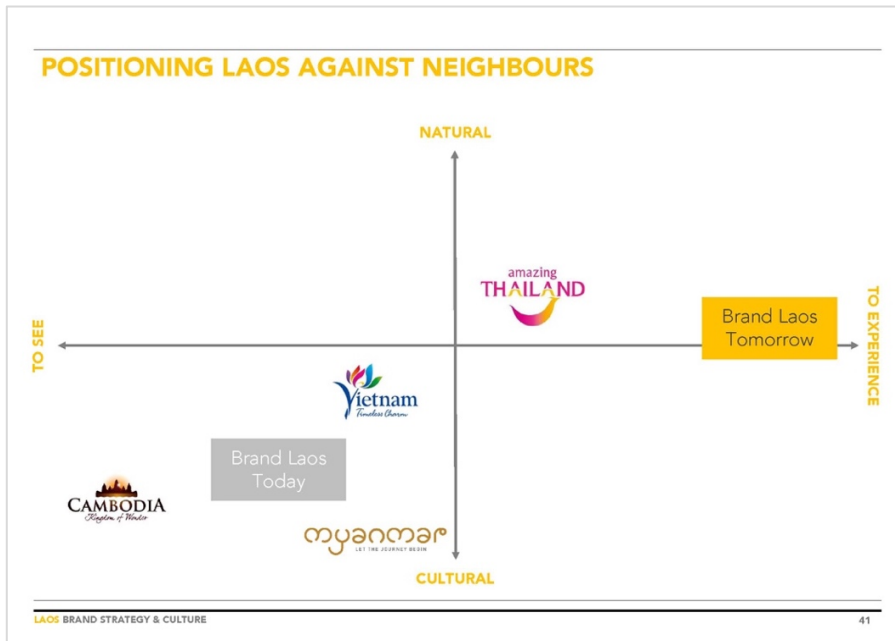 POSITIONING LAOS AGAINST NEIGHBOURS
NATURAL
amazing
THAILAND
TO SEE
Brand Laos
Tomorrow
TO EXPERIENCE
Vietnam
Timeless Charm
Brand Laos
Today
CAMBODIA
Kingdom of Wonder
myanmar
LET THE JOURNEY BEGIN
CULTURAL
LAOS BRAND STRATEGY & CULTURE
41